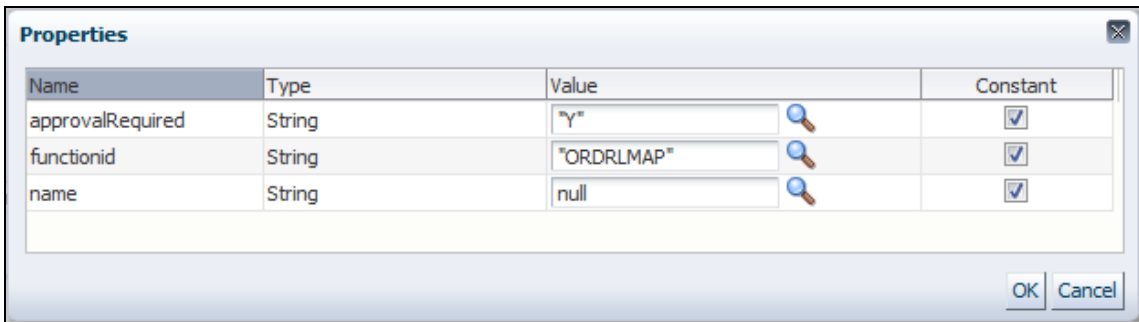 Properties
Name Type Value Constant
approvalRequired String "Y"
functionid String "ORDRLMAP"
name String null
OK Cancel